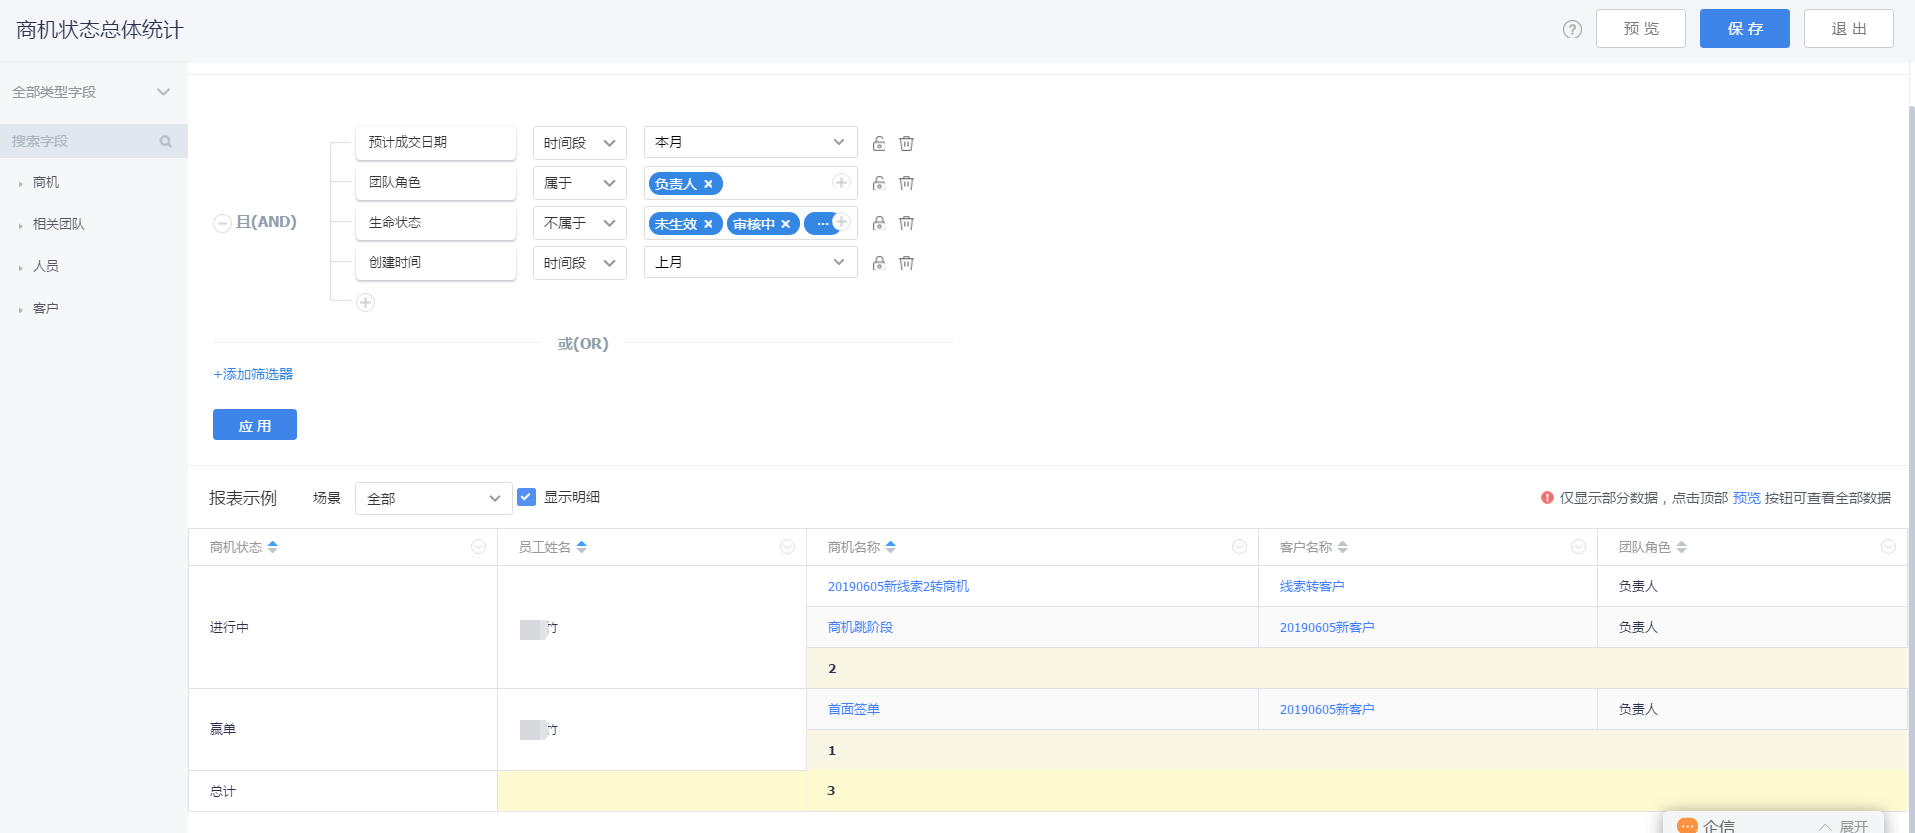 商机状态总体统计
? 预 览 保 存 退 出
全部类型字段
搜索字段
商机
相关团队
人员
客户
且(AND)
预计成交日期 时间段 本月
团队角色 属于 负责人 ×
生命状态 不属于 未生效 × 审核中 × ...
创建时间 时间段 上月
或(OR)
+添加筛选器
应 用
报表示例 场景 全部 显示明细 仅显示部分数据，点击顶部 预览 按钮可查看全部数据
商机状态 员工姓名 商机名称 客户名称 团队角色
20190605新线索2转商机 线索转客户 负责人
进行中 竹 商机跳阶段 20190605新客户 负责人
2
首面签单 20190605新客户 负责人
赢单 竹
1
总计 3
企信 展开